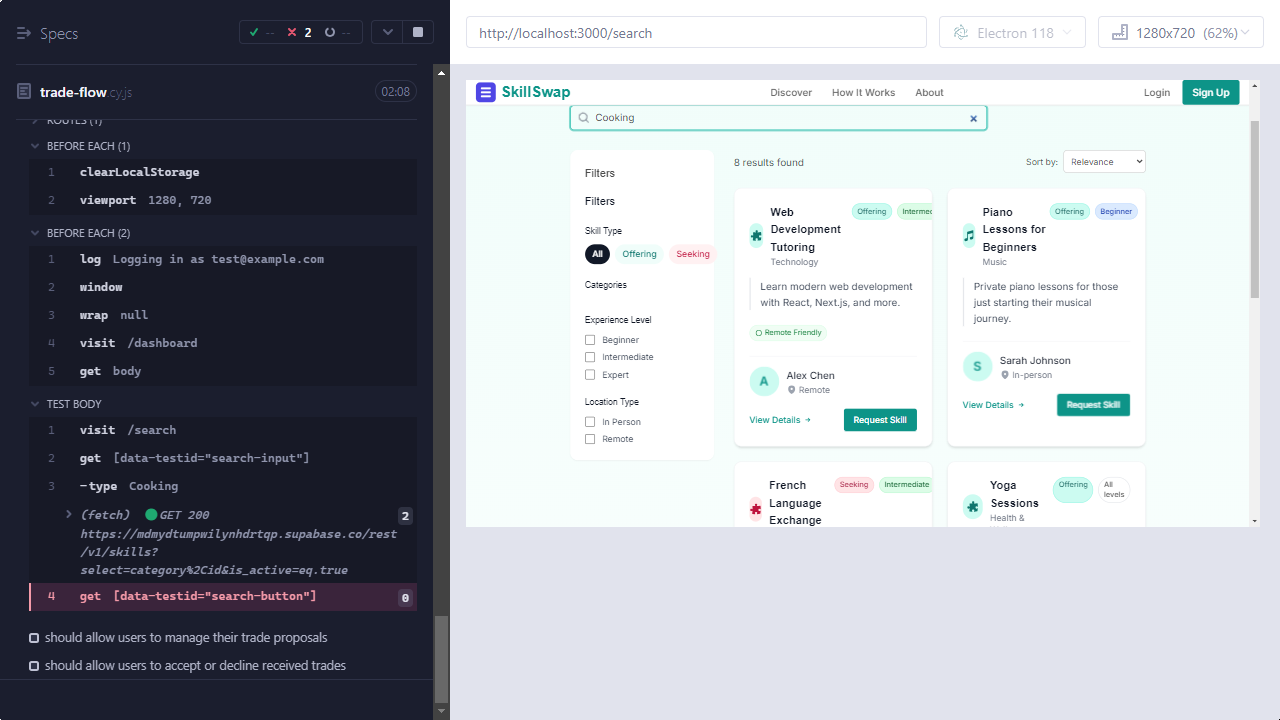 Specs
-- 2 --
trade-flow.cy.js
02:08
ROUTES (1)
BEFORE EACH (1)
1 clearLocalStorage
2 viewport 1280, 720
BEFORE EACH (2)
1 log Logging in as test@example.com
2 window
3 wrap null
4 visit /dashboard
5 get body
TEST BODY
1 visit /search
2 get [data-testid="search-input"]
3 -type Cooking
(fetch) GET 200 2
https://mdmydtumpwilynhdrtqp.supabase.co/rest
/v1/skills?
select=category%2Cid&is_active=eq.true
4 get [data-testid="search-button"] 0
should allow users to manage their trade proposals
should allow users to accept or decline received trades
http://localhost:3000/search
Electron 118
1280x720 (62%)
SkillSwap
Discover How It Works About
Login Sign Up
Cooking
Filters
Filters
Skill Type
All Offering Seeking
Categories
Experience Level
Beginner
Intermediate
Expert
Location Type
In Person
Remote
8 results found
Sort by: Relevance
Web
Development
Tutoring
Technology
Offering Intermed
Learn modern web development
with React, Next.js, and more.
Remote Friendly
A
Alex Chen
Remote
View Details →
Request Skill
Piano
Lessons for
Beginners
Music
Offering Beginner
Private piano lessons for those
just starting their musical
journey.
S
Sarah Johnson
In-person
View Details →
Request Skill
French
Language
Exchange
Seeking Intermediate
Yoga
Sessions
Health &
Offering
All
levels